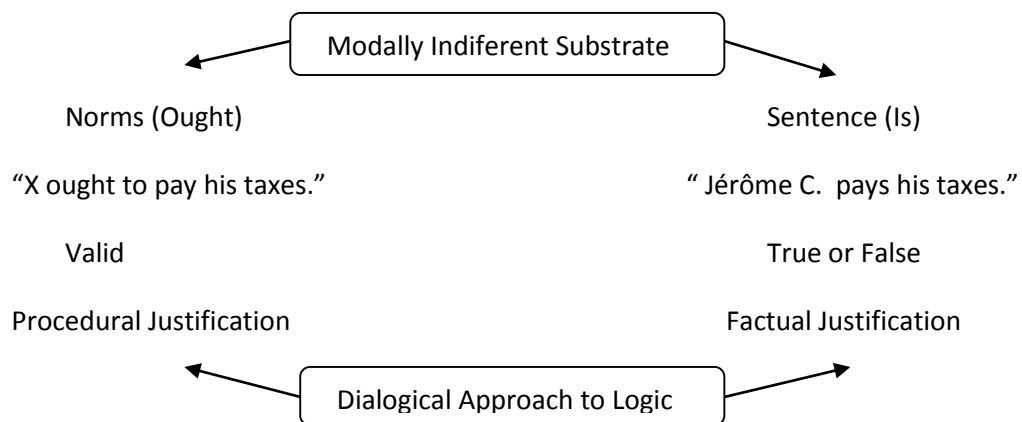 Modally Indiferent Substrate
Norms (Ought) Sentence (Is)
“X ought to pay his taxes.” “ Jérôme C. pays his taxes.”
Valid True or False
Procedural Justification Factual Justification
Dialogical Approach to Logic